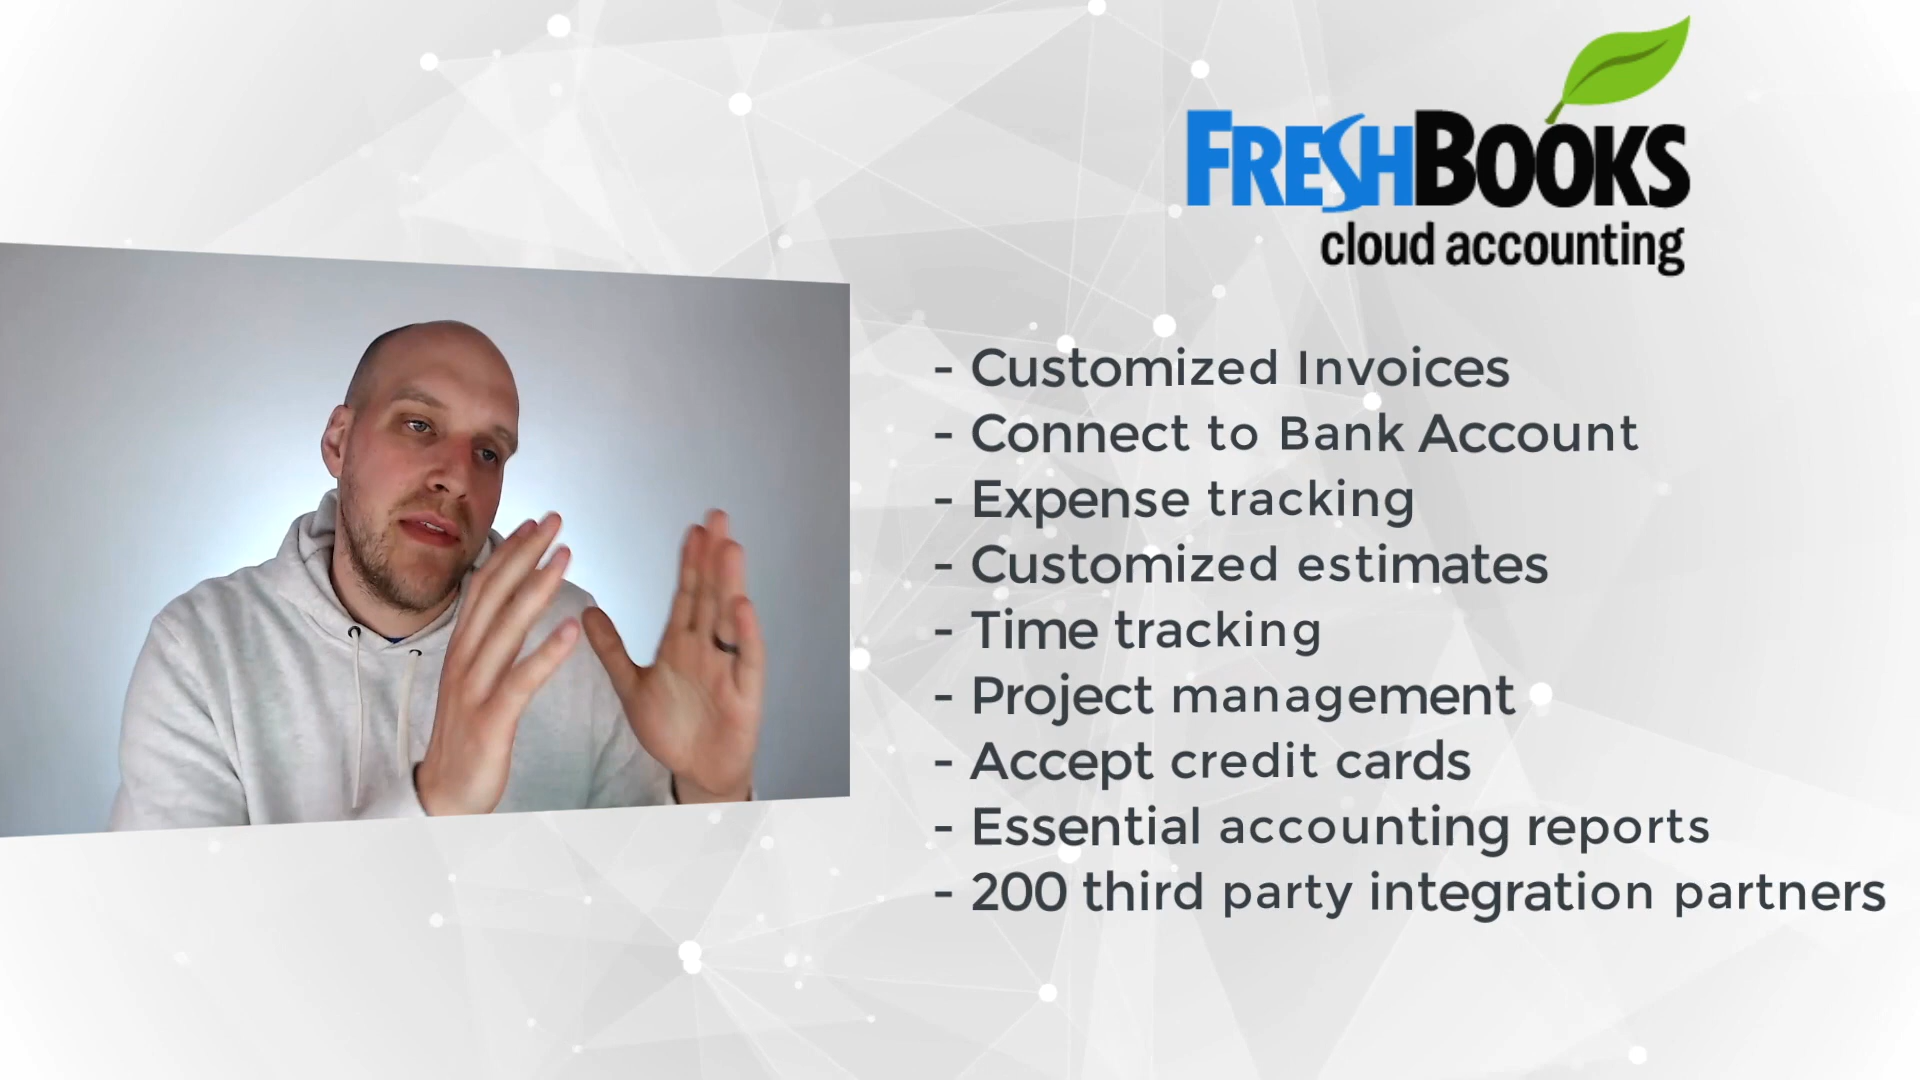 FRESHBOOKS
cloud accounting
- Customized Invoices
- Connect to Bank Account
- Expense tracking
- Customized estimates
- Time tracking
- Project management
- Accept credit cards
- Essential accounting reports
- 200 third party integration partners